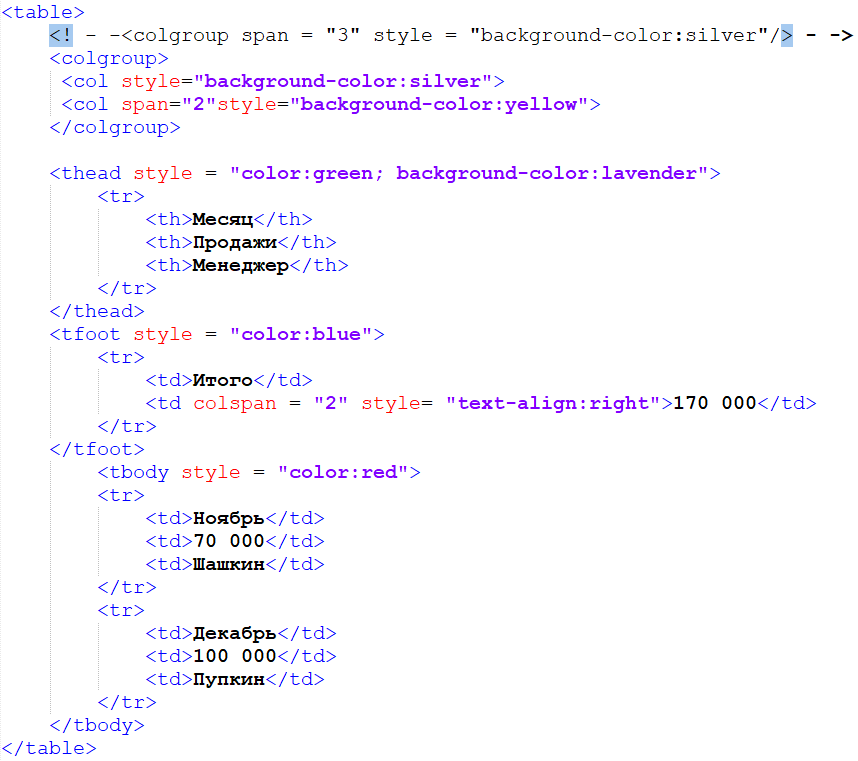 <table>
<! - -<colgroup span = "3" style = "background-color:silver"/> - ->
<colgroup>
<col style="background-color:silver">
<col span="2"style="background-color:yellow">
</colgroup>
<thead style = "color:green; background-color:lavender">
<tr>
<th>Месяц</th>
<th>Продажи</th>
<th>Менеджер</th>
</tr>
</thead>
<tfoot style = "color:blue">
<tr>
<td>Итого</td>
<td colspan = "2" style= "text-align:right">170 000</td>
</tr>
</tfoot>
<tbody style = "color:red">
<tr>
<td>Ноябрь</td>
<td>70 000</td>
<td>Шашкин</td>
</tr>
<tr>
<td>Декабрь</td>
<td>100 000</td>
<td>Пупкин</td>
</tr>
</tbody>
</table>